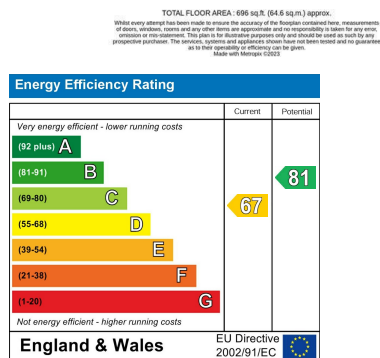 TOTAL FLOOR AREA : 696 sq.ft. (64.6 sq.m.) approx.
Whilst every attempt has been made to ensure the accuracy of the floorplan contained here, measurements
of doors, windows, rooms and any other items are approximate and no responsibility is taken for any error,
omission or mis-statement. This plan is for illustrative purposes only and should be used as such by any
prospective purchaser. The services, systems and appliances shown have not been tested and no guarantee
as to their operability or efficiency can be given.
Made with Metropix ©2023
Energy Efficiency Rating
Current Potential
Very energy efficient - lower running costs
(92 plus) A
(81-91) B
81
(69-80) C
67
(55-68) D
(39-54) E
(21-38) F
(1-20) G
Not energy efficient - higher running costs
England & Wales
EU Directive
2002/91/EC